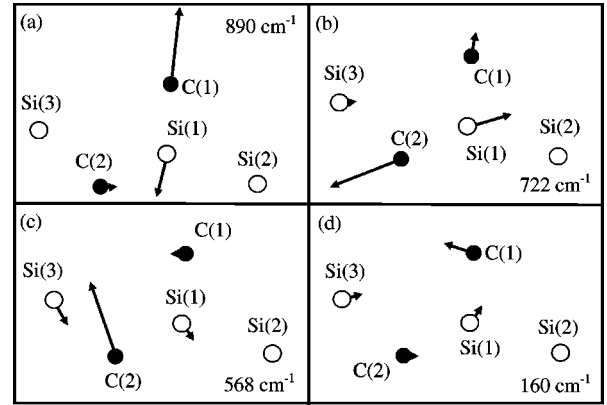 (a)
890 cm-1
C(1)
Si(3)
Si(1)
C(2)
Si(2)
(b)
C(1)
Si(3)
C(2)
Si(1)
Si(2)
722 cm-1
(c)
C(1)
Si(3)
Si(1)
Si(2)
C(2)
568 cm-1
(d)
C(1)
Si(3)
Si(1)
Si(2)
C(2)
160 cm-1